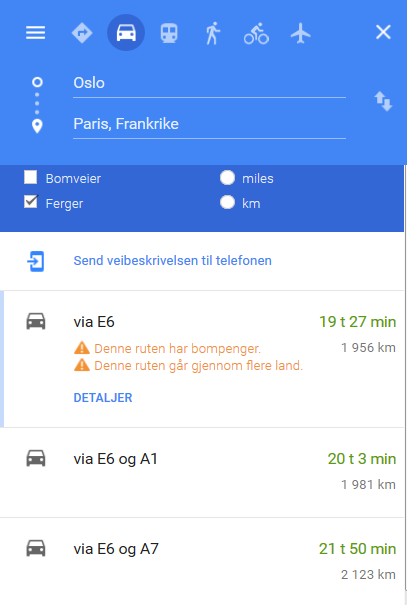 Oslo
Paris, Frankrike
Bomveier
miles
Ferger
km
Send veibeskrivelsen til telefonen
via E6
19 t 27 min
Denne ruten har bompenger.
1 956 km
Denne ruten går gjennom flere land.
DETALJER
via E6 og A1
20 t 3 min
1 981 km
via E6 og A7
21 t 50 min
2 123 km